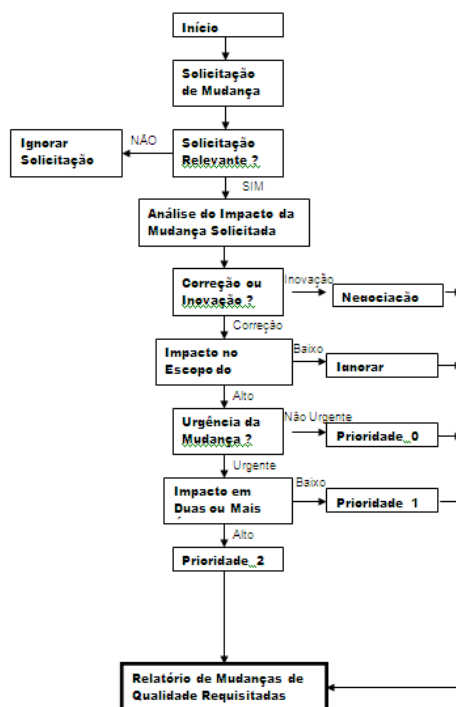 Início
Solicitação
de Mudança
Ignorar
Solicitação
NÃO
Solicitação
Relevante ?
SIM
Análise do Impacto da
Mudança Solicitada
Correção ou
Inovação ?
Inovação
Negociação
Correção
Impacto no
Escopo do
Baixo
Ignorar
Alto
Urgência da
Mudança ?
Não Urgente
Prioridade 0
Urgente
Impacto em
Duas ou Mais
Baixo
Prioridade 1
Alto
Prioridade 2
Relatório de Mudanças de
Qualidade Requisitadas